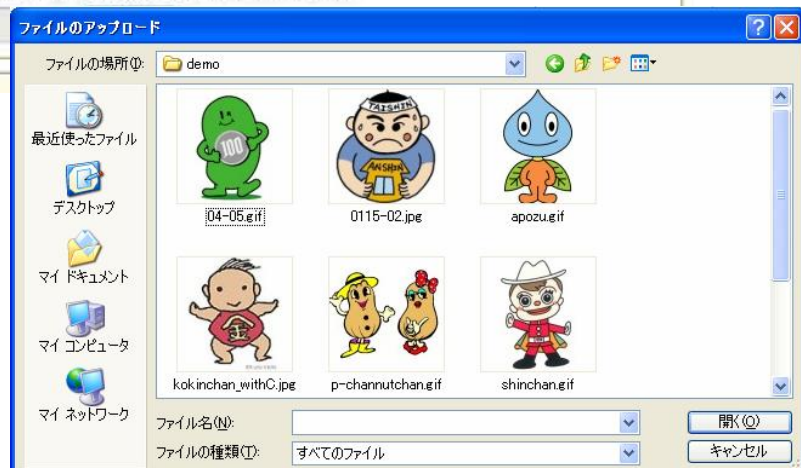 ファイルのアップロード
ファイルの場所(I):
demo
最近使ったファイル
デスクトップ
マイ ドキュメント
マイ コンピュータ
マイ ネットワーク
100
TAISHIN
ANSHIN
04-05.gif
0115-02.jpg
apozu.gif
金
kokinchan_withC.jpg
p-channutchan.gif
shinchan.gif
ファイル名(N):
開く(O)
ファイルの種類(T):
すべてのファイル
キャンセル